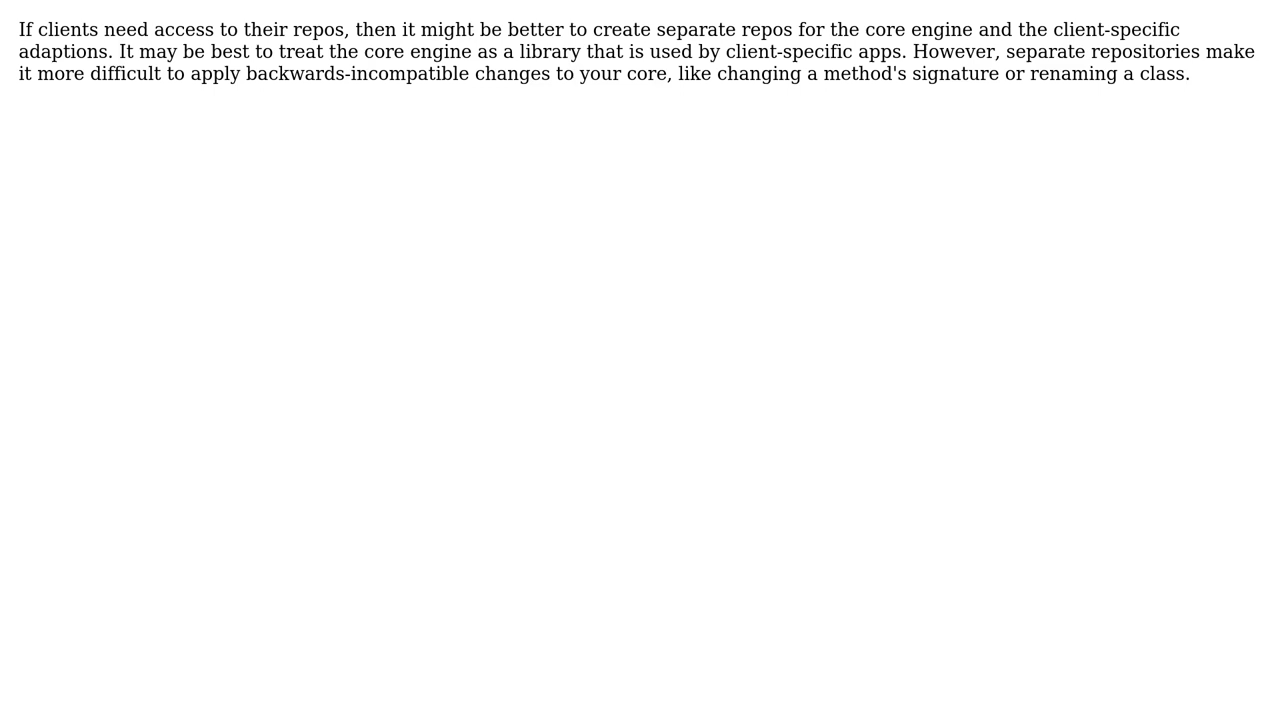 If clients need access to their repos, then it might be better to create separate repos for the core engine and the client-specific
adaptions. It may be best to treat the core engine as a library that is used by client-specific apps. However, separate repositories make
it more difficult to apply backwards-incompatible changes to your core, like changing a method's signature or renaming a class.